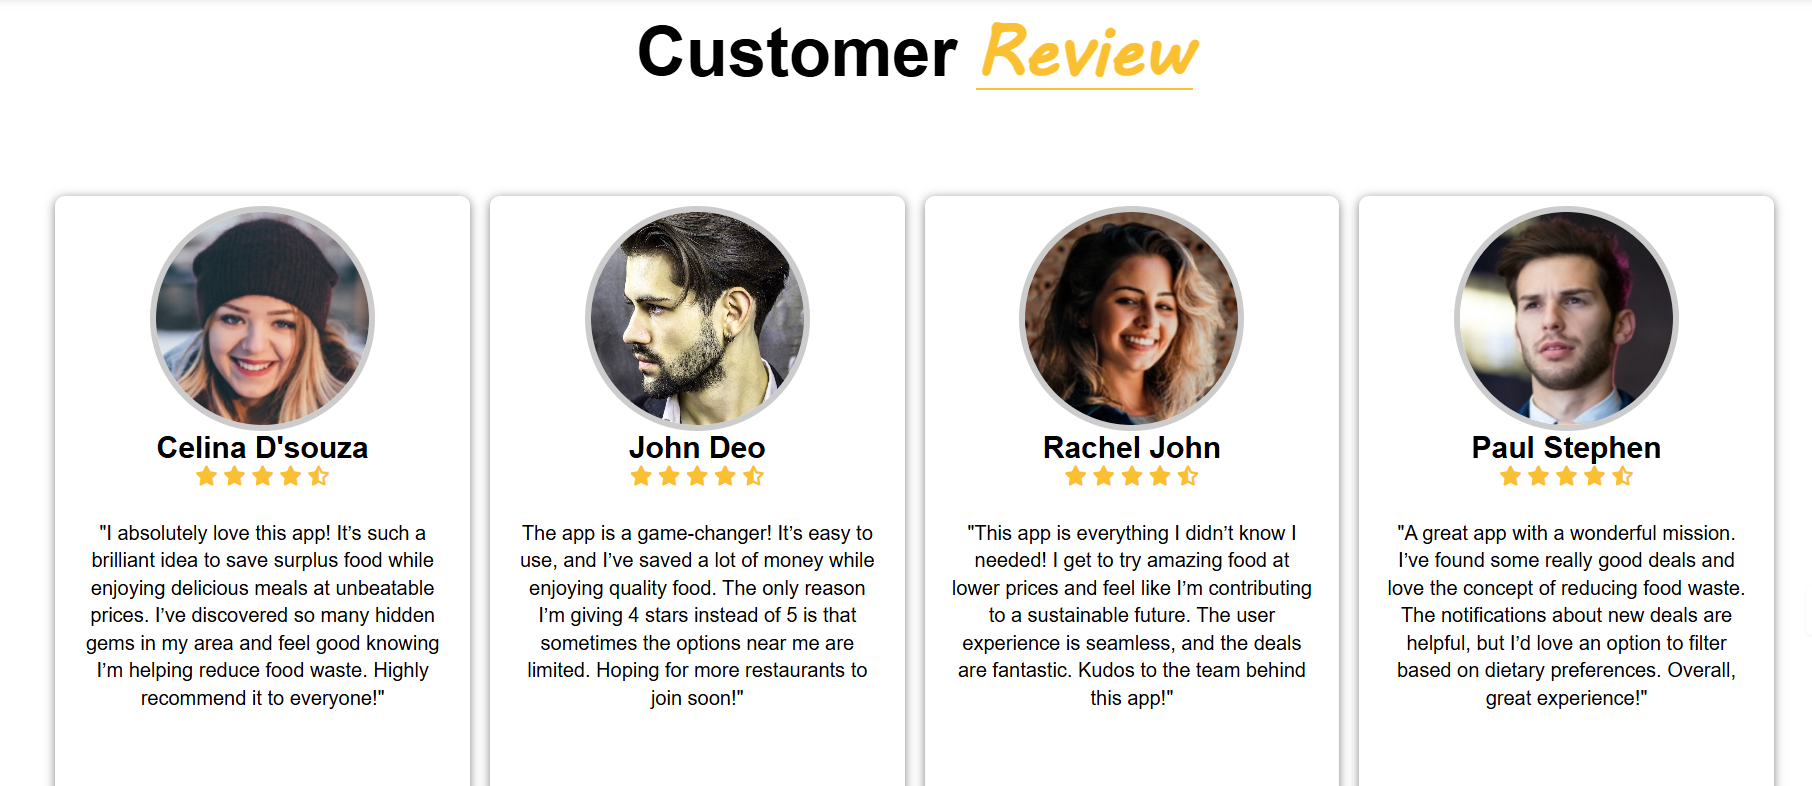 Customer Review
Celina D'souza
"I absolutely love this app! It’s such a
brilliant idea to save surplus food while
enjoying delicious meals at unbeatable
prices. I’ve discovered so many hidden
gems in my area and feel good knowing
I’m helping reduce food waste. Highly
recommend it to everyone!"
John Deo
The app is a game-changer! It’s easy to
use, and I’ve saved a lot of money while
enjoying quality food. The only reason
I’m giving 4 stars instead of 5 is that
sometimes the options near me are
limited. Hoping for more restaurants to
join soon!"
Rachel John
"This app is everything I didn’t know I
needed! I get to try amazing food at
lower prices and feel like I’m contributing
to a sustainable future. The user
experience is seamless, and the deals
are fantastic. Kudos to the team behind
this app!"
Paul Stephen
"A great app with a wonderful mission.
I’ve found some really good deals and
love the concept of reducing food waste.
The notifications about new deals are
helpful, but I’d love an option to filter
based on dietary preferences. Overall,
great experience!"